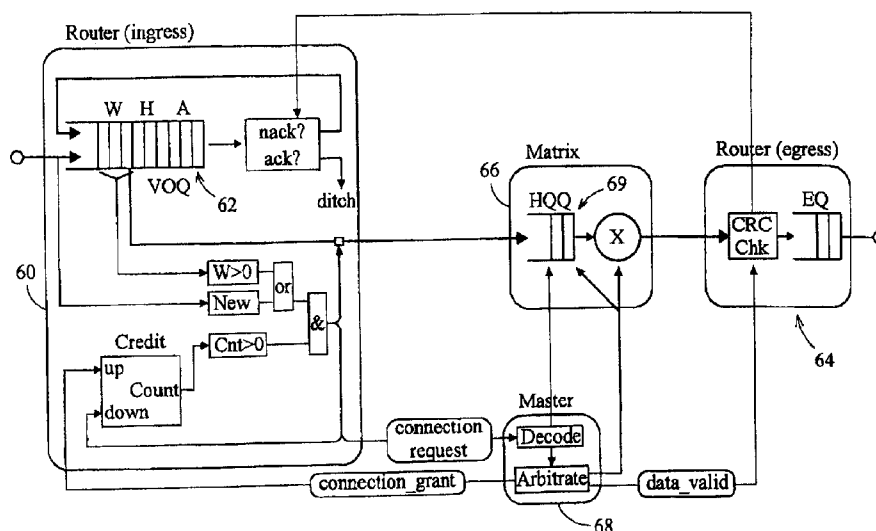 Router (ingress)
W H A
nack?
ack?
VOQ
62
ditch
Matrix
66
69
HQQ
X
Router (egress)
EQ
CRC
Chk
64
60
W>0
or
New
&
Cnt>0
Credit
up
Count
down
connection
request
Master
Decode
Arbitrate
connection_grant
data_valid
68